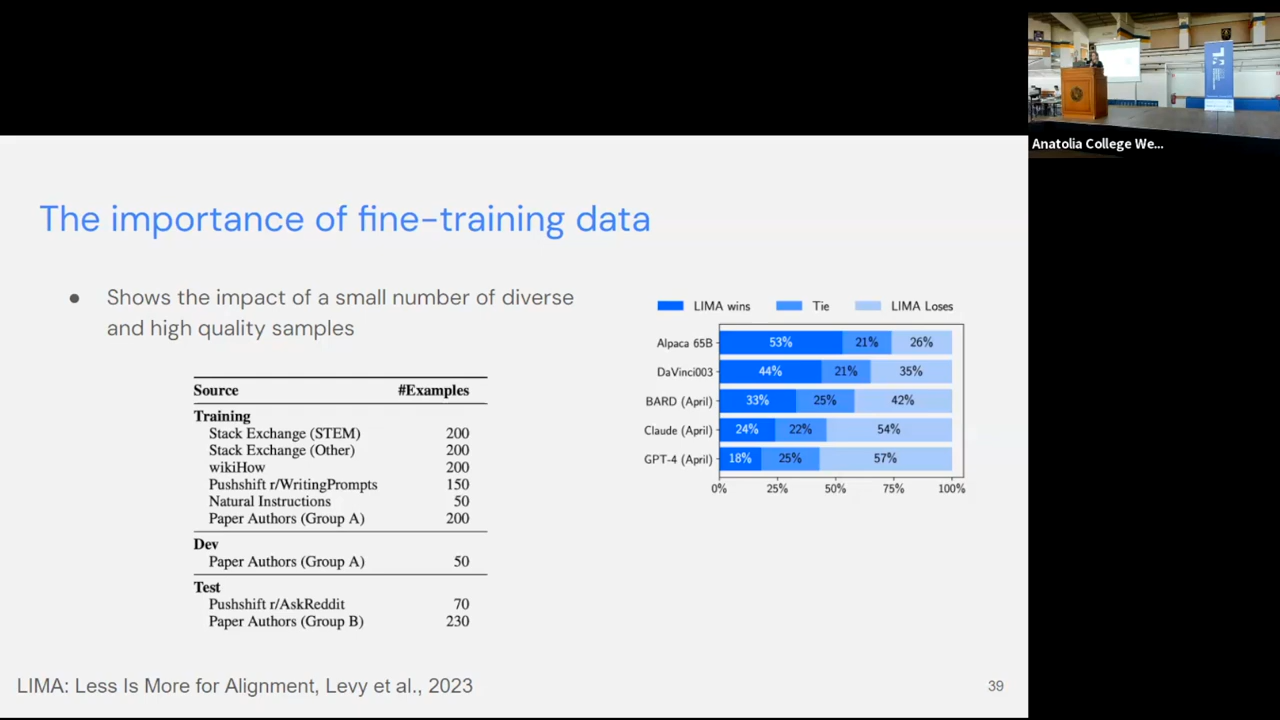 Anatolia College We...
The importance of fine-training data
● Shows the impact of a small number of diverse
and high quality samples
Source #Examples
Training
Stack Exchange (STEM) 200
Stack Exchange (Other) 200
wikiHow 200
Pushshift r/WritingPrompts 150
Natural Instructions 50
Paper Authors (Group A) 200
Dev
Paper Authors (Group A) 50
Test
Pushshift r/AskReddit 70
Paper Authors (Group B) 230
LIMA wins Tie LIMA Loses
Alpaca 65B 53% 21% 26%
DaVinci003 44% 21% 35%
BARD (April) 33% 25% 42%
Claude (April) 24% 22% 54%
GPT-4 (April) 18% 25% 57%
0% 25% 50% 75% 100%
LIMA: Less Is More for Alignment, Levy et al., 2023
39